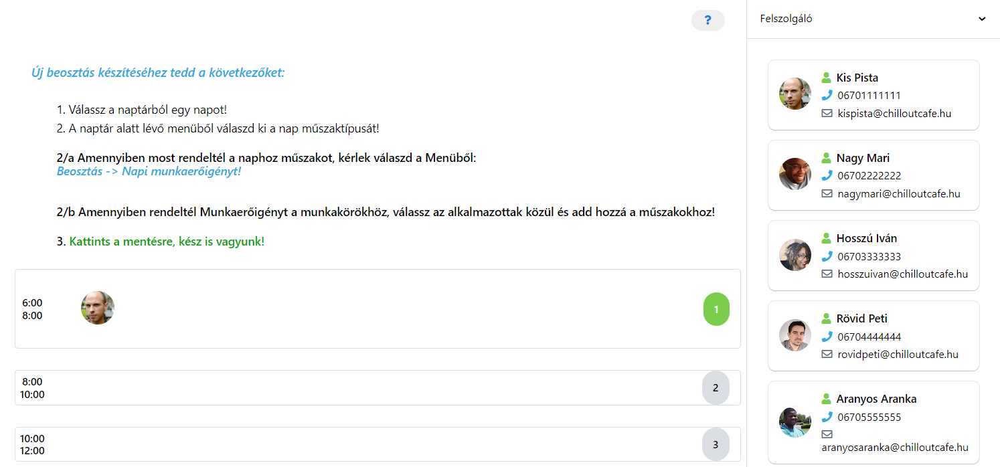 ?
Új beosztás készítéséhez tedd a következőket:
1. Válassz a naptárból egy napot!
2. A naptár alatt lévő menüből válaszd ki a nap műszaktípusát!
2/a Amennyiben most rendeltél a naphoz műszakot, kérlek válaszd a Menüből:
Beosztás -> Napi munkaerőigényt!
2/b Amennyiben rendeltél Munkaerőigényt a munkakörökhöz, válassz az alkalmazottak közül és add hozzá a műszakokhoz!
3. Kattints a mentésre, kész is vagyunk!
6:00
8:00
1
8:00
10:00
2
10:00
12:00
3
Felszolgáló
Kis Pista
06701111111
kispista@chilloutcafe.hu
Nagy Mari
06702222222
nagymari@chilloutcafe.hu
Hosszú Iván
06703333333
hosszuivan@chilloutcafe.hu
Rövid Peti
06704444444
rovidpeti@chilloutcafe.hu
Aranyos Aranka
06705555555
aranyosaranka@chilloutcafe.hu